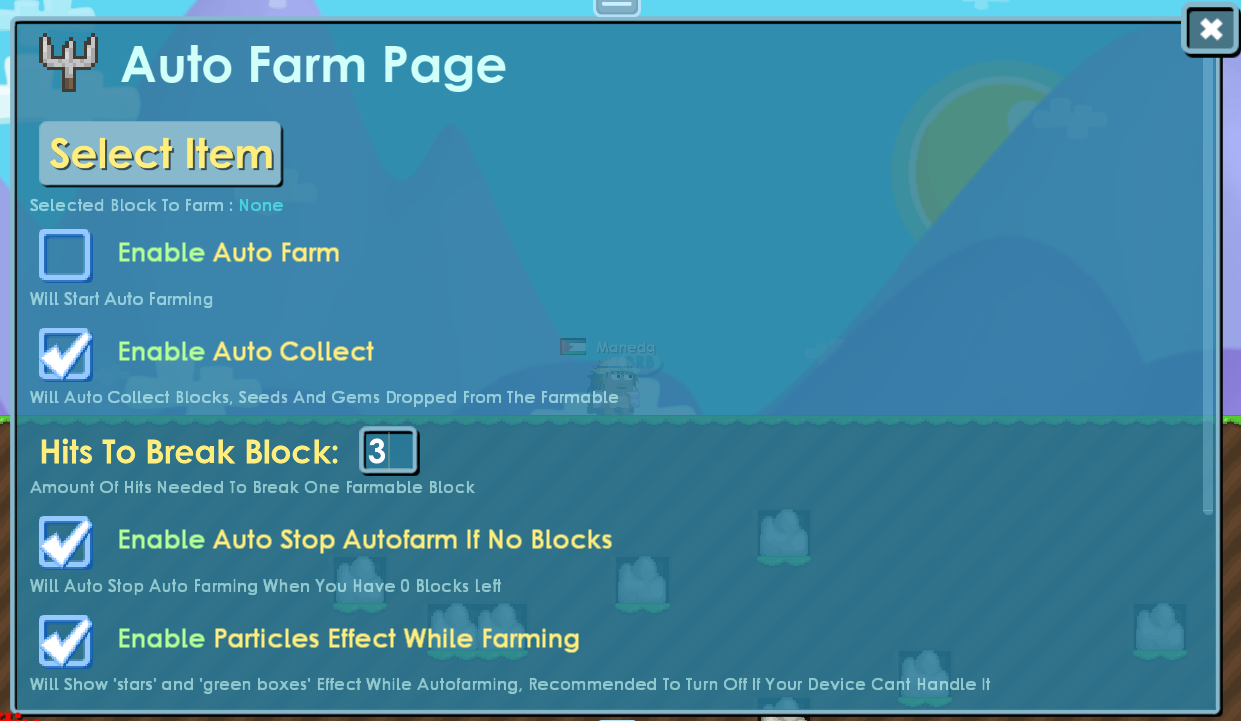 Auto Farm Page
Select Item
Selected Block To Farm : None
Enable Auto Farm
Will Start Auto Farming
Enable Auto Collect
Maneda
Will Auto Collect Blocks, Seeds And Gems Dropped From The Farmable
Hits To Break Block: 3
Amount Of Hits Needed To Break One Farmable Block
Enable Auto Stop Autofarm If No Blocks
Will Auto Stop Auto Farming When You Have 0 Blocks Left
Enable Particles Effect While Farming
Will Show 'stars' and 'green boxes' Effect While Autofarming, Recommended To Turn Off If Your Device Cant Handle It